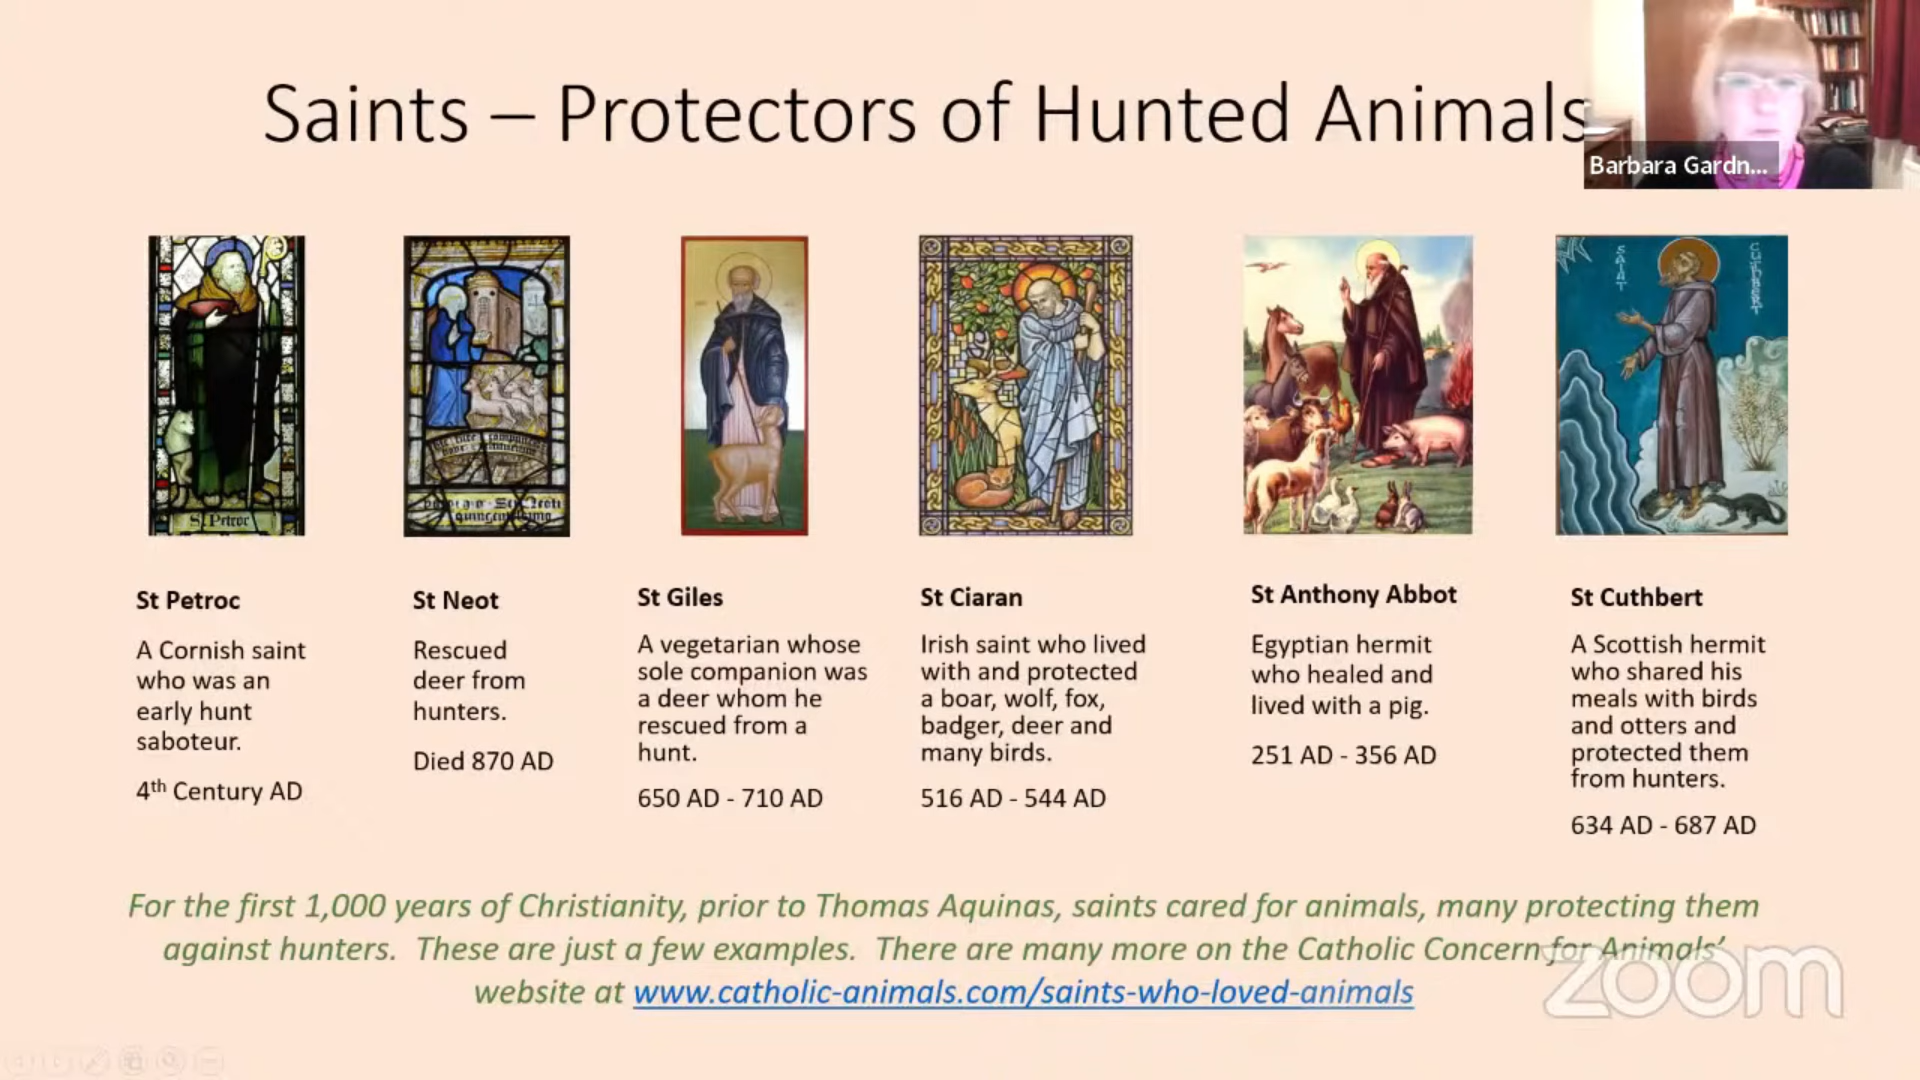 Saints – Protectors of Hunted Animals
Barbara Gardn...
S. Petroc
SAINT
CUTHBERT
St Petroc
A Cornish saint
who was an
early hunt
saboteur.
4th Century AD
St Neot
Rescued
deer from
hunters.
Died 870 AD
St Giles
A vegetarian whose
sole companion was
a deer whom he
rescued from a
hunt.
650 AD - 710 AD
St Ciaran
Irish saint who lived
with and protected
a boar, wolf, fox,
badger, deer and
many birds.
516 AD - 544 AD
St Anthony Abbot
Egyptian hermit
who healed and
lived with a pig.
251 AD - 356 AD
St Cuthbert
A Scottish hermit
who shared his
meals with birds
and otters and
protected them
from hunters.
634 AD - 687 AD
For the first 1,000 years of Christianity, prior to Thomas Aquinas, saints cared for animals, many protecting them
against hunters. These are just a few examples. There are many more on the Catholic Concern for Animals'
website at www.catholic-animals.com/saints-who-loved-animals
zoom